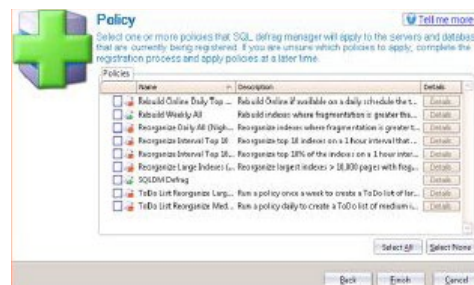 Policy
Tell me more
Select one or more policies that SQL defrag manager will apply to the servers and databas
that are currently being registered. If you are unsure which policies to apply, complete the
registration process and apply policies at a later time.
Policies
Name Description Details
Rebuild Online Daily Top ... Rebuild Online if available on a daily schedule the t... Details
Rebuild Weekly All Rebuild indexes where fragmentation is greater tha... Details
Reorganize Daily All (Nigh... Reorganize indexes where fragmentation is greater t... Details
Reorganize Interval Top 10 Reorganize top 10 indexes on a 1 hour interval that ... Details
Reorganize Interval Top 10... Reorganize top 10% of the indexes on a 1 hour inter... Details
Reorganize Large Indexes (... Reorganize largest indexes > 10,000 pages with frag... Details
SQLDM Defrag Details
ToDo List Reorganize Larg... Run a policy once a week to create a ToDo list of lar... Details
ToDo List Reorganize Med... Run a policy daily to create a ToDo list of medium i... Details
Select All Select None
Back Finish Cancel